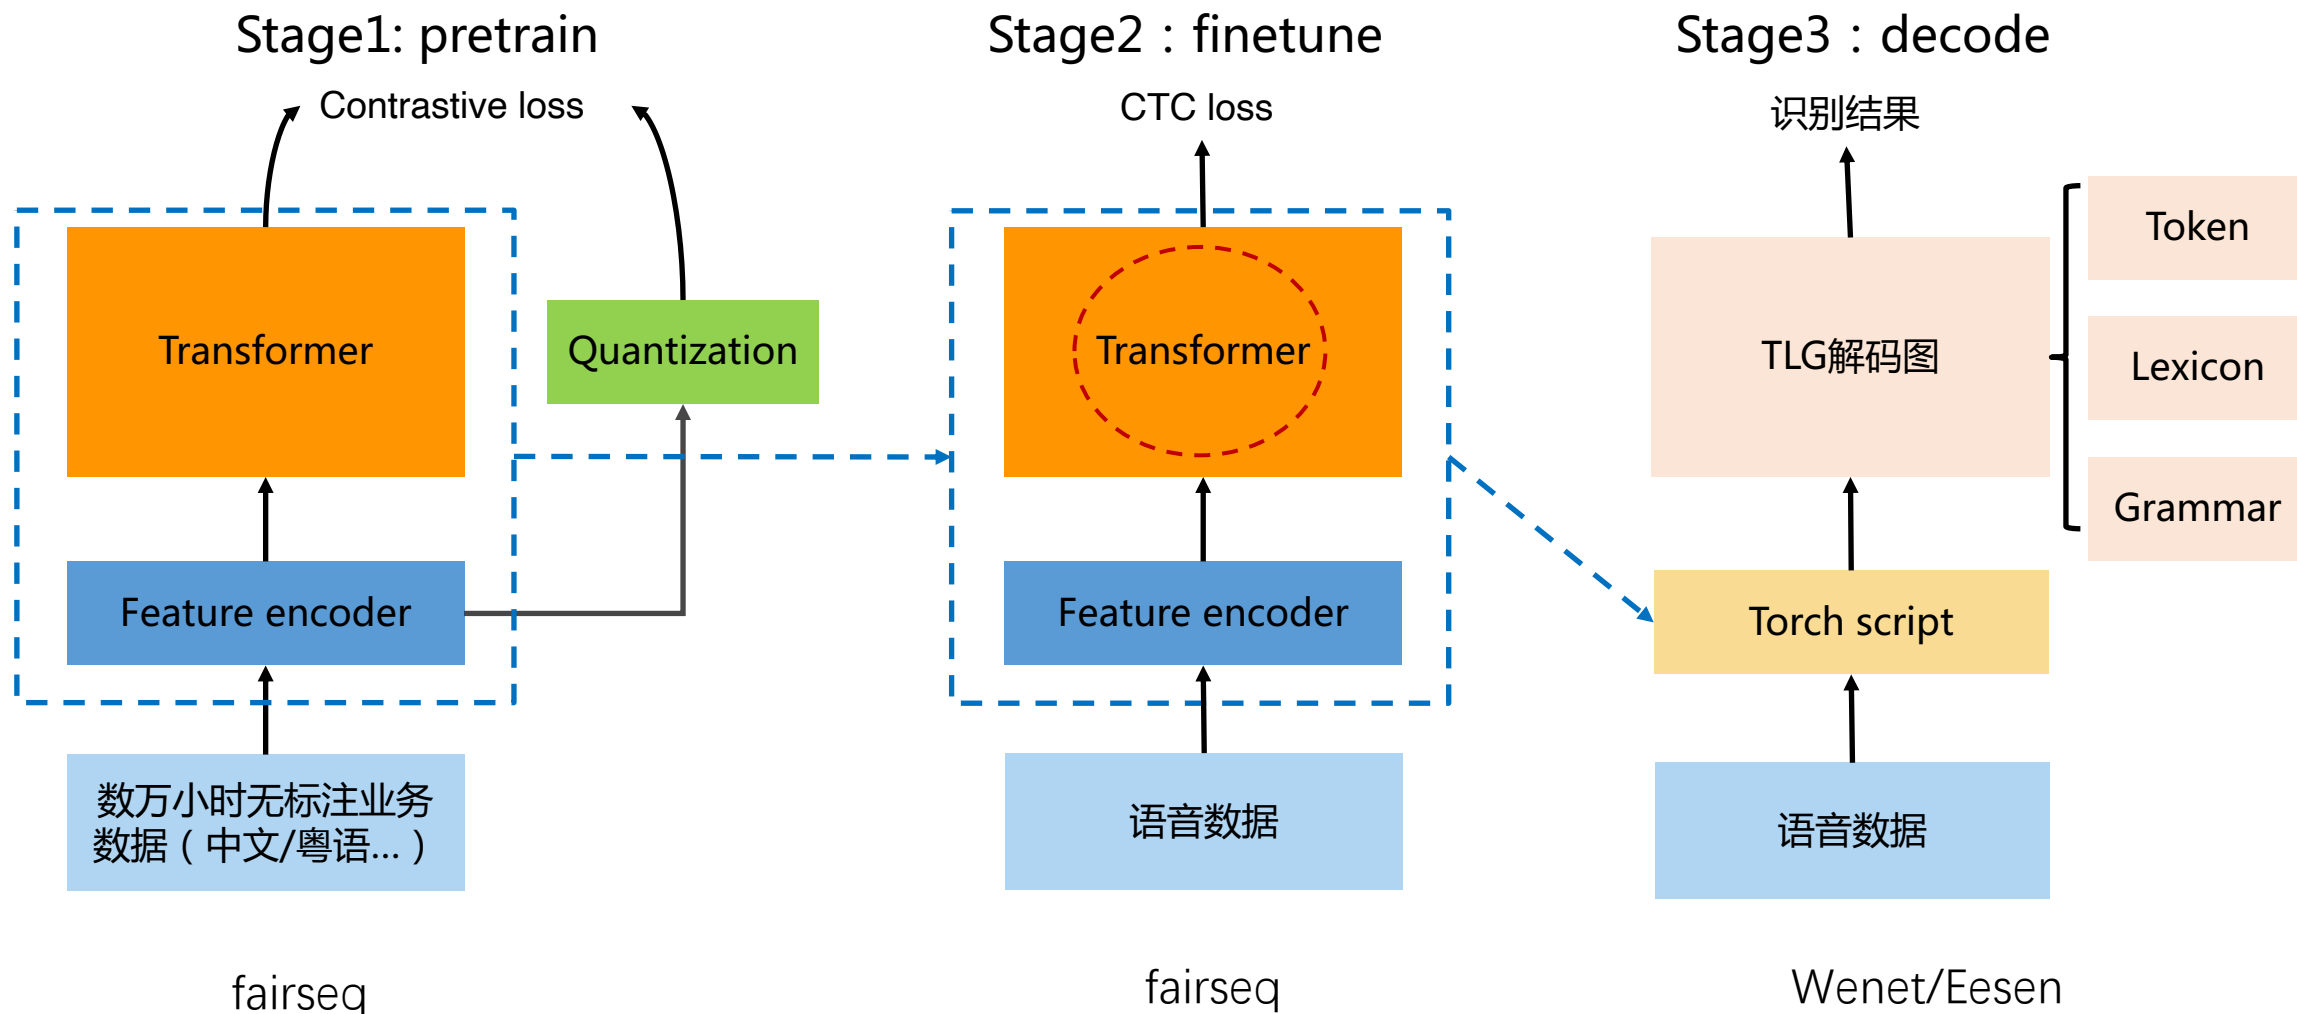 Stage1: pretrain
Contrastive loss
Transformer
Quantization
Feature encoder
数万小时无标注业务
数据（中文/粤语...）
fairseq
Stage2：finetune
CTC loss
Transformer
Feature encoder
语音数据
fairseq
Stage3：decode
识别结果
TLG解码图
Token
Lexicon
Grammar
Torch script
语音数据
Wenet/Eesen